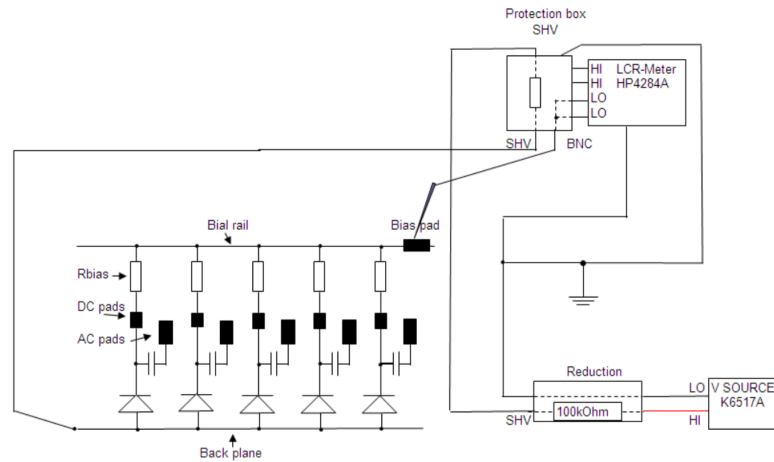 Protection box
SHV
HI LCR-Meter
HI HP4284A
LO
LO
SHV BNC
Bial rail
Bias pad
Rbias
DC pads
AC pads
Reduction
LO V SOURCE
100kOhm K6517A
SHV HI
Back plane